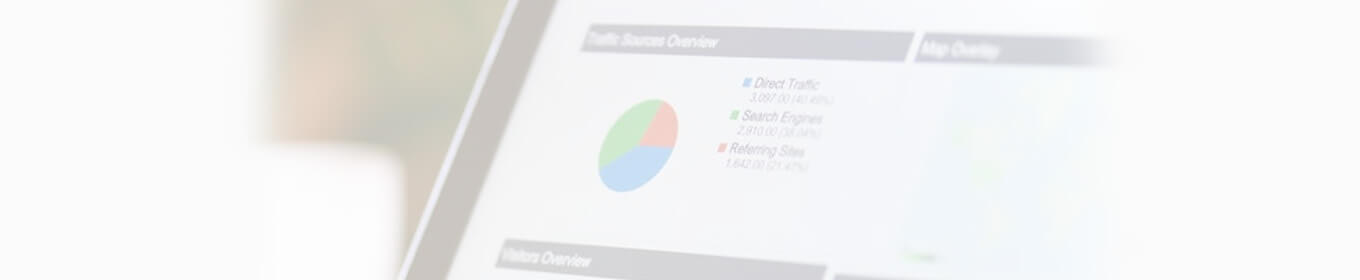 Traffic Sources Overview
Map Overlay
Direct Traffic
3,097.00 (40.49%)
Search Engines
2,910.00 (38.04%)
Referring Sites
1,642.00 (21.47%)
Visitors Overview